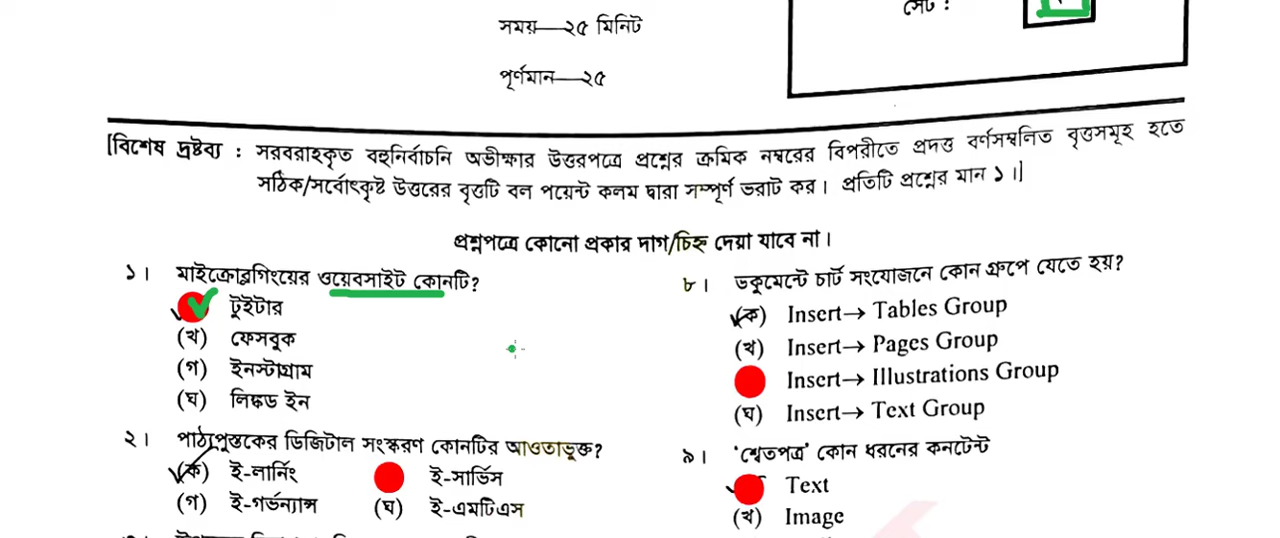 সেট :
সময়—২৫ মিনিট
পূর্ণমান—২৫
[বিশেষ দ্রষ্টব্য : সরবরাহকৃত বহুনির্বাচনি অভীক্ষার উত্তরপত্রে প্রশ্নের ক্রমিক নম্বরের বিপরীতে প্রদত্ত বর্ণসম্বলিত বৃত্তসমূহ হতে
সঠিক/সর্বোৎকৃষ্ট উত্তরের বৃত্তটি বল পয়েন্ট কলম দ্বারা সম্পূর্ণ ভরাট কর। প্রতিটি প্রশ্নের মান ১।]
প্রশ্নপত্রে কোনো প্রকার দাগ/চিহ্ন দেয়া যাবে না।
১। মাইক্রোব্লগিংয়ের ওয়েবসাইট কোনটি?
টুইটার
(খ) ফেসবুক
(গ) ইনস্টাগ্রাম
(ঘ) লিঙ্কড ইন
২। পাঠ্যপুস্তকের ডিজিটাল সংস্করণ কোনটির আওতাভুক্ত?
(ক) ই-লার্নিং ই-সার্ভিস
(গ) ই-গর্ভন্যান্স (ঘ) ই-এমটিএস
৮। ডকুমেন্টে চার্ট সংযোজনে কোন গ্রুপে যেতে হয়?
(ক) Insert→ Tables Group
(খ) Insert→ Pages Group
Insert→ Illustrations Group
(ঘ) Insert→ Text Group
৯। 'শ্বেতপত্র' কোন ধরনের কনটেন্ট
Text
(খ) Image